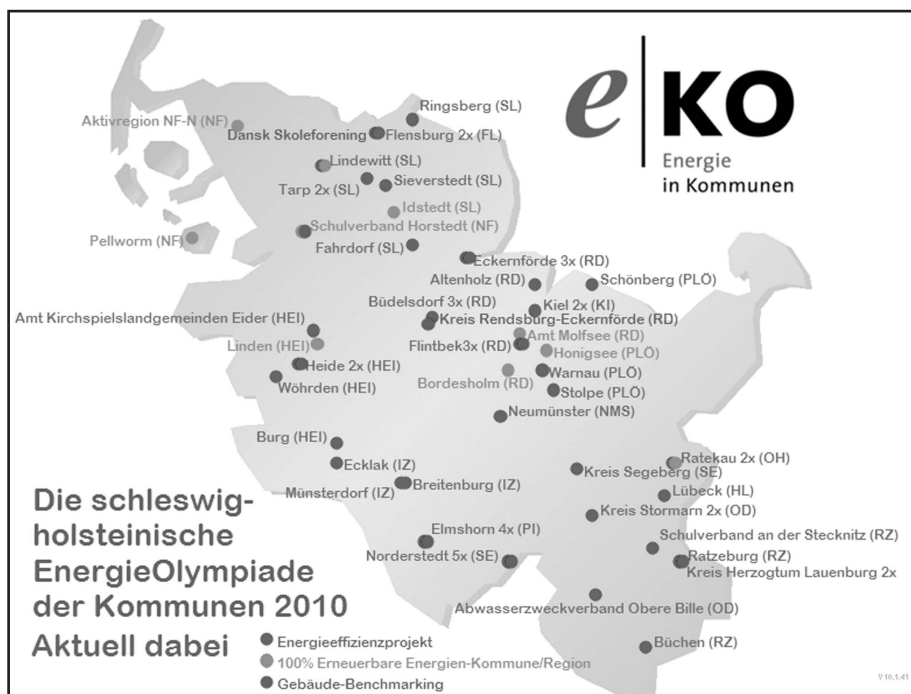 e|KO
Energie
in Kommunen
Ringsberg (SL)
Aktivregion NF-N (NF)
Dansk Skoleforening
Flensburg 2x (FL)
Lindewitt (SL)
Tarp 2x (SL)
Sieverstedt (SL)
Idstedt (SL)
Schulverband Horstedt (NF)
Pellworm (NF)
Fahrdorf (SL)
Eckernförde 3x (RD)
Altenholz (RD)
Schönberg (PLÖ)
Büdelsdorf 3x (RD)
Kiel 2x (KI)
Amt Kirchspielslandgemeinden Eider (HEI)
Kreis Rendsburg-Eckernförde (RD)
Amt Molfsee (RD)
Linden (HEI)
Flintbek3x (RD)
Honigsee (PLÖ)
Heide 2x (HEI)
Bordesholm (RD)
Warnau (PLÖ)
Wöhrden (HEI)
Stolpe (PLÖ)
Neumünster (NMS)
Burg (HEI)
Ecklak (IZ)
Ratekau 2x (OH)
Kreis Segeberg (SE)
Münsterdorf (IZ)
Breitenburg (IZ)
Lübeck (HL)
Kreis Stormarn 2x (OD)
Elmshorn 4x (PI)
Schulverband an der Stecknitz (RZ)
Norderstedt 5x (SE)
Ratzeburg (RZ)
Kreis Herzogtum Lauenburg 2x
Abwasserzweckverband Obere Bille (OD)
Büchen (RZ)
Die schleswig-
holsteinische
EnergieOlympiade
der Kommunen 2010
Aktuell dabei
Energieeffizienzprojekt
100% Erneuerbare Energien-Kommune/Region
Gebäude-Benchmarking
V 10.1.41